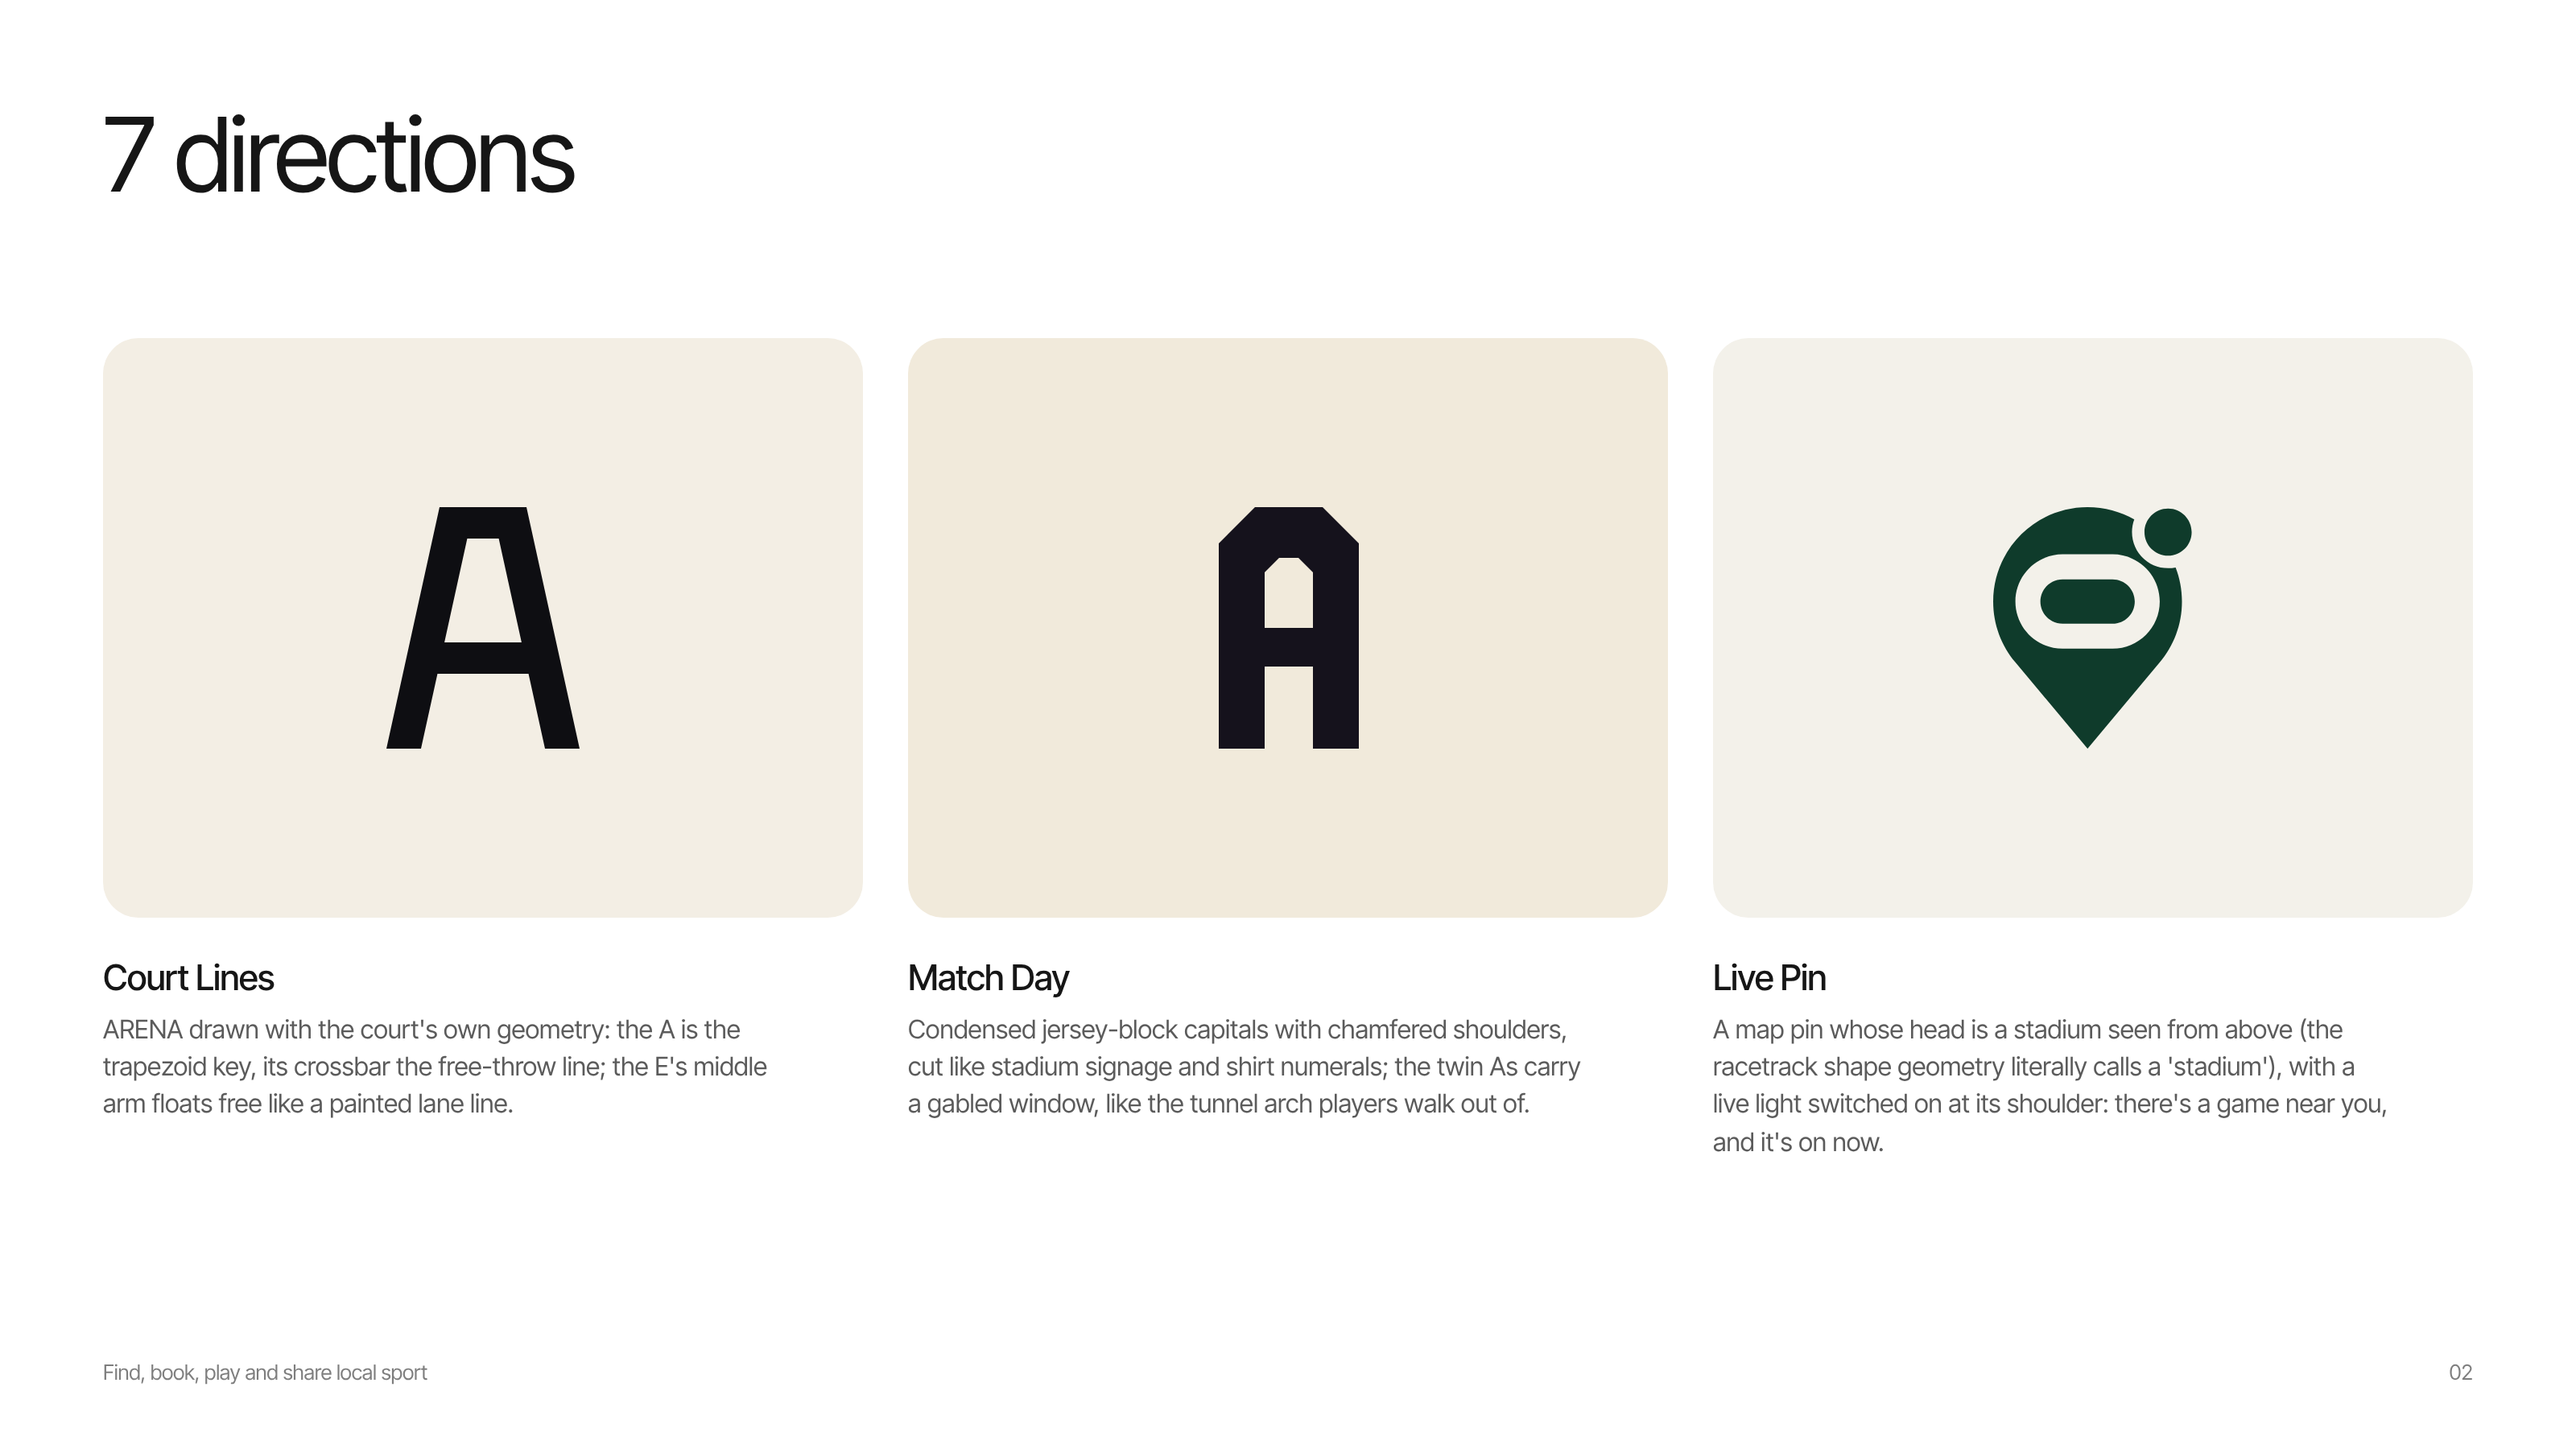 7 directions
A
A
Court Lines
ARENA drawn with the court's own geometry: the A is the
trapezoid key, its crossbar the free-throw line; the E's middle
arm floats free like a painted lane line.
Match Day
Condensed jersey-block capitals with chamfered shoulders,
cut like stadium signage and shirt numerals; the twin As carry
a gabled window, like the tunnel arch players walk out of.
Live Pin
A map pin whose head is a stadium seen from above (the
racetrack shape geometry literally calls a 'stadium'), with a
live light switched on at its shoulder: there's a game near you,
and it's on now.
Find, book, play and share local sport
02